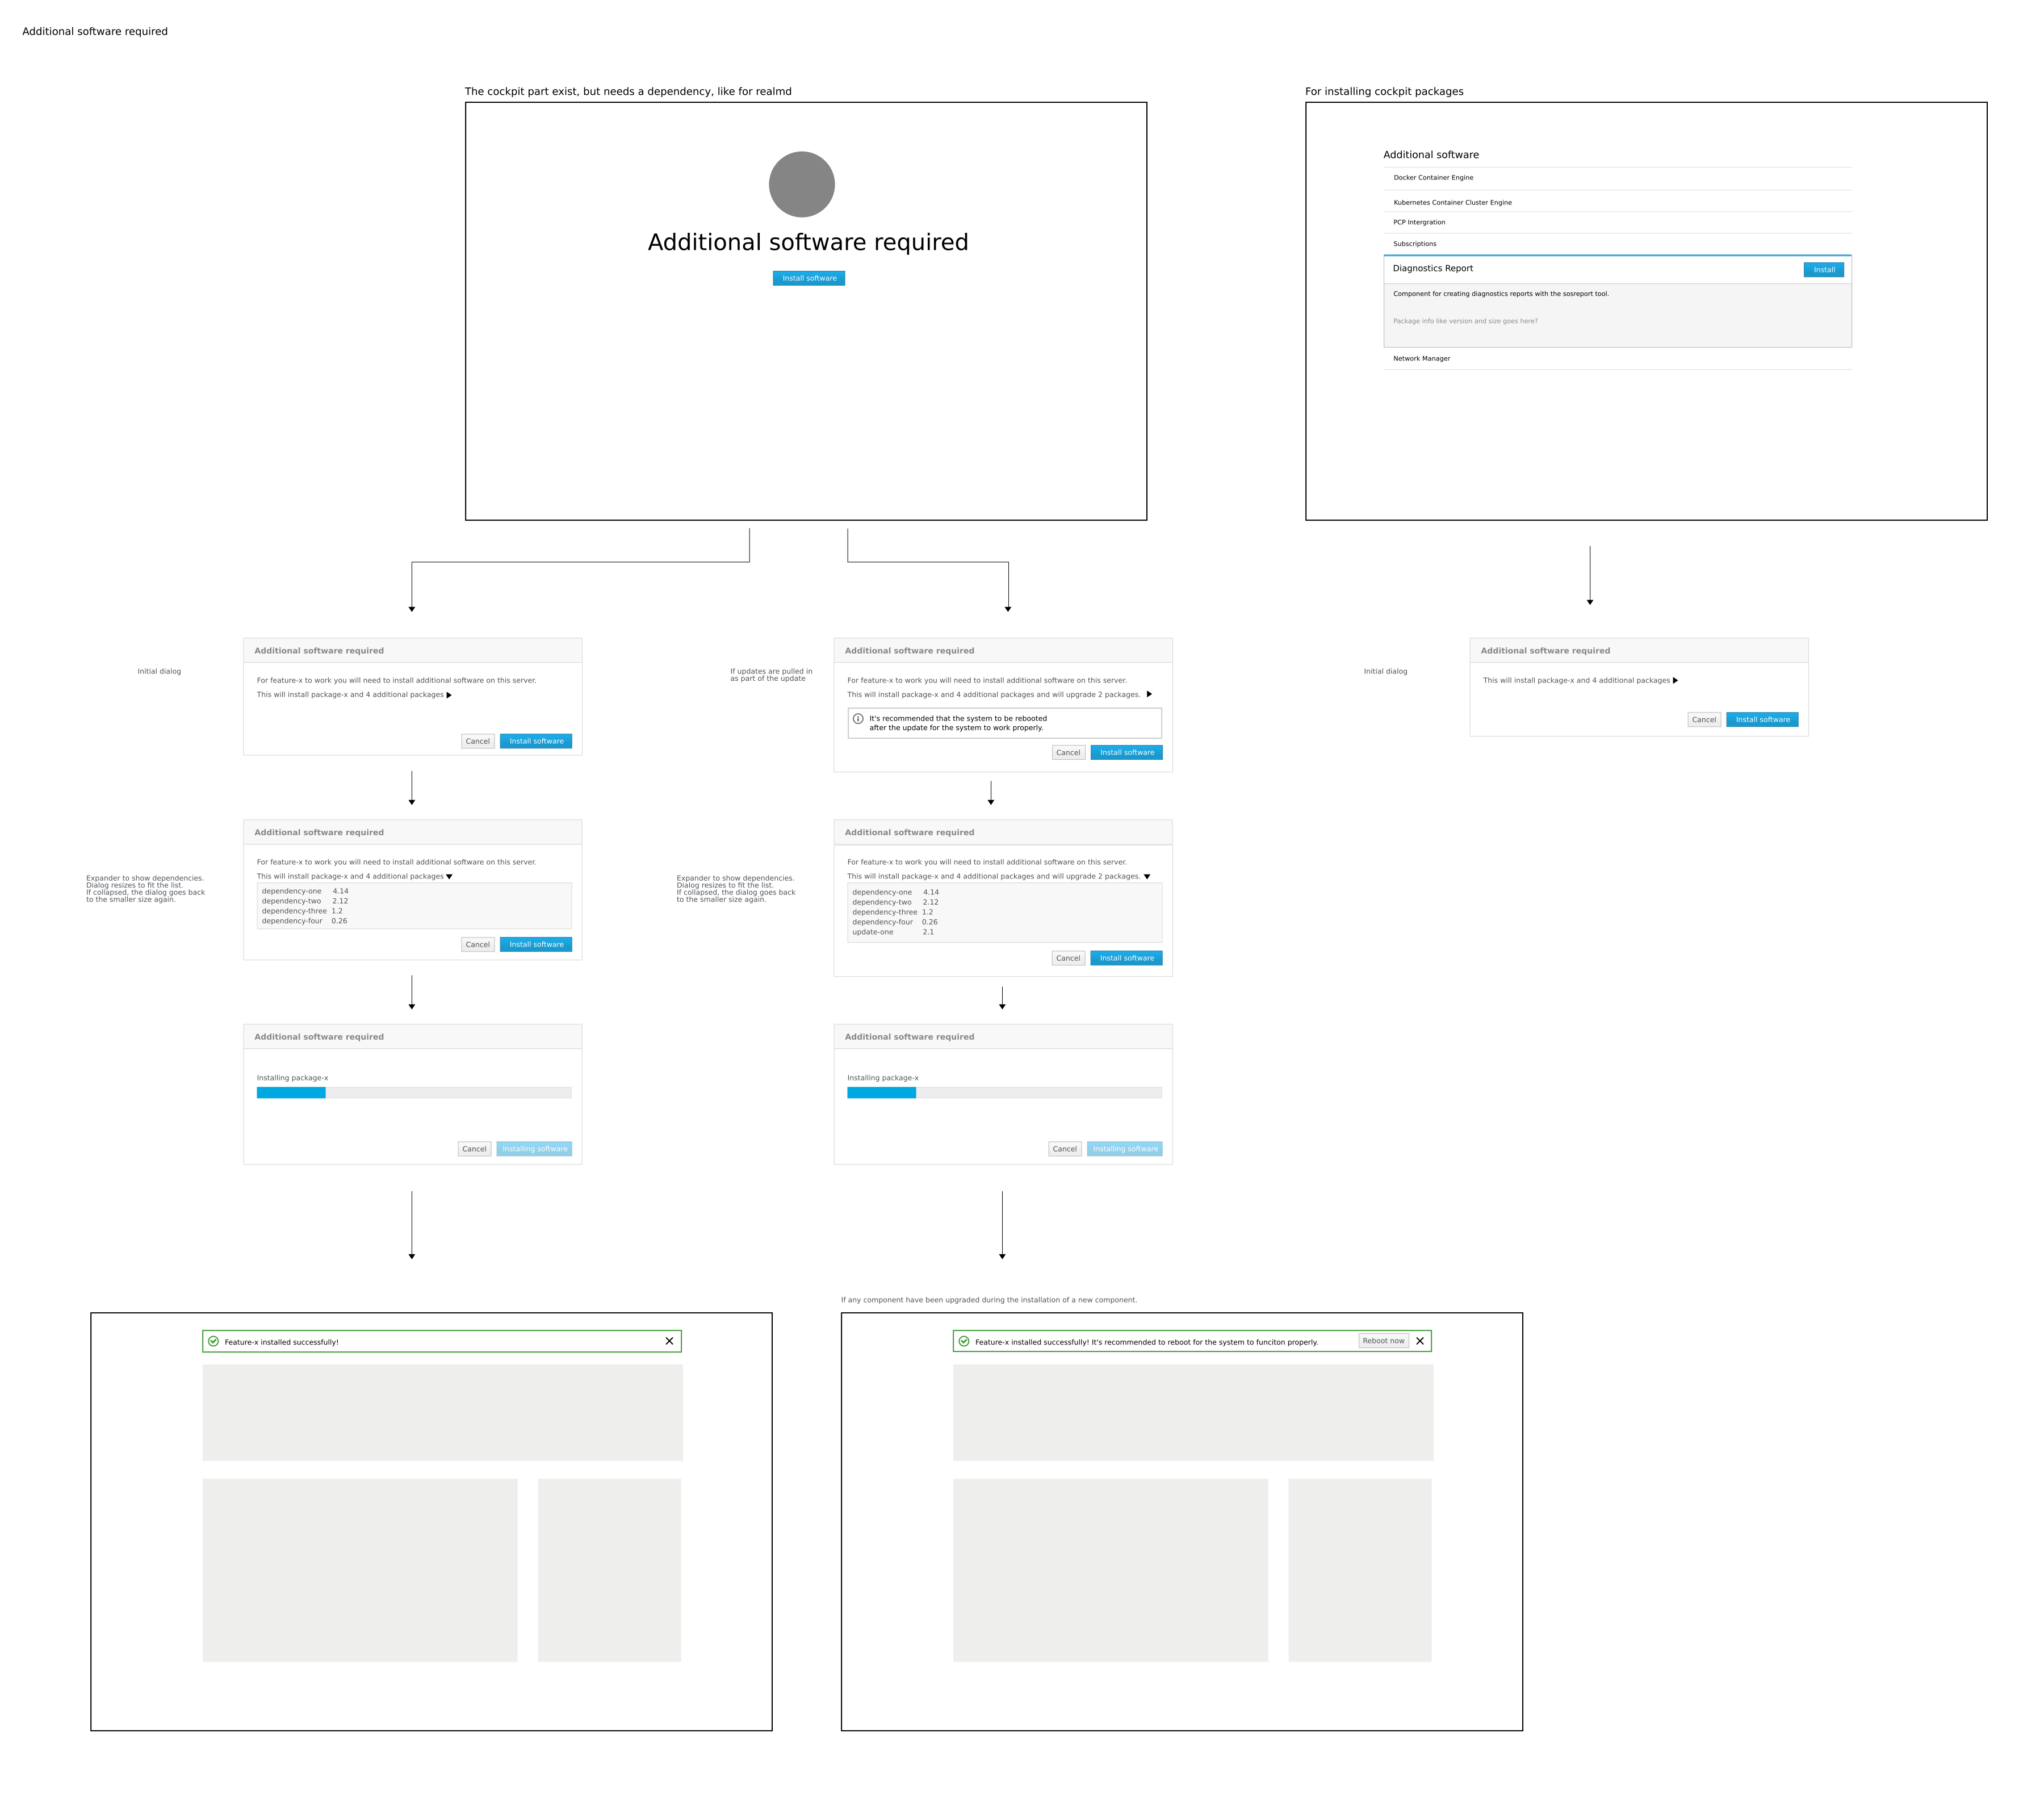 Additional software required
The cockpit part exist, but needs a dependency, like for realmd
Additional software required
Install software
For installing cockpit packages
Additional software
Docker Container Engine
Kubernetes Container Cluster Engine
PCP Intergration
Subscriptions
Diagnostics Report
Install
Component for creating diagnostics reports with the sosreport tool.
Package info like version and size goes here?
Network Manager
Initial dialog
Additional software required
For feature-x to work you will need to install additional software on this server.
This will install package-x and 4 additional packages
Cancel
Install software
If updates are pulled in
as part of the update
Additional software required
For feature-x to work you will need to install additional software on this server.
This will install package-x and 4 additional packages and will upgrade 2 packages.
It's recommended that the system to be rebooted
after the update for the system to work properly.
Cancel
Install software
Initial dialog
Additional software required
This will install package-x and 4 additional packages
Cancel
Install software
Expander to show dependencies.
Dialog resizes to fit the list.
If collapsed, the dialog goes back
to the smaller size again.
Additional software required
For feature-x to work you will need to install additional software on this server.
This will install package-x and 4 additional packages
dependency-one 4.14
dependency-two 2.12
dependency-three 1.2
dependency-four 0.26
Cancel
Install software
Expander to show dependencies.
Dialog resizes to fit the list.
If collapsed, the dialog goes back
to the smaller size again.
Additional software required
For feature-x to work you will need to install additional software on this server.
This will install package-x and 4 additional packages and will upgrade 2 packages.
dependency-one 4.14
dependency-two 2.12
dependency-three 1.2
dependency-four 0.26
update-one 2.1
Cancel
Install software
Additional software required
Installing package-x
Cancel
Installing software
Additional software required
Installing package-x
Cancel
Installing software
Feature-x installed successfully!
If any component have been upgraded during the installation of a new component.
Feature-x installed successfully! It's recommended to reboot for the system to funciton properly.
Reboot now